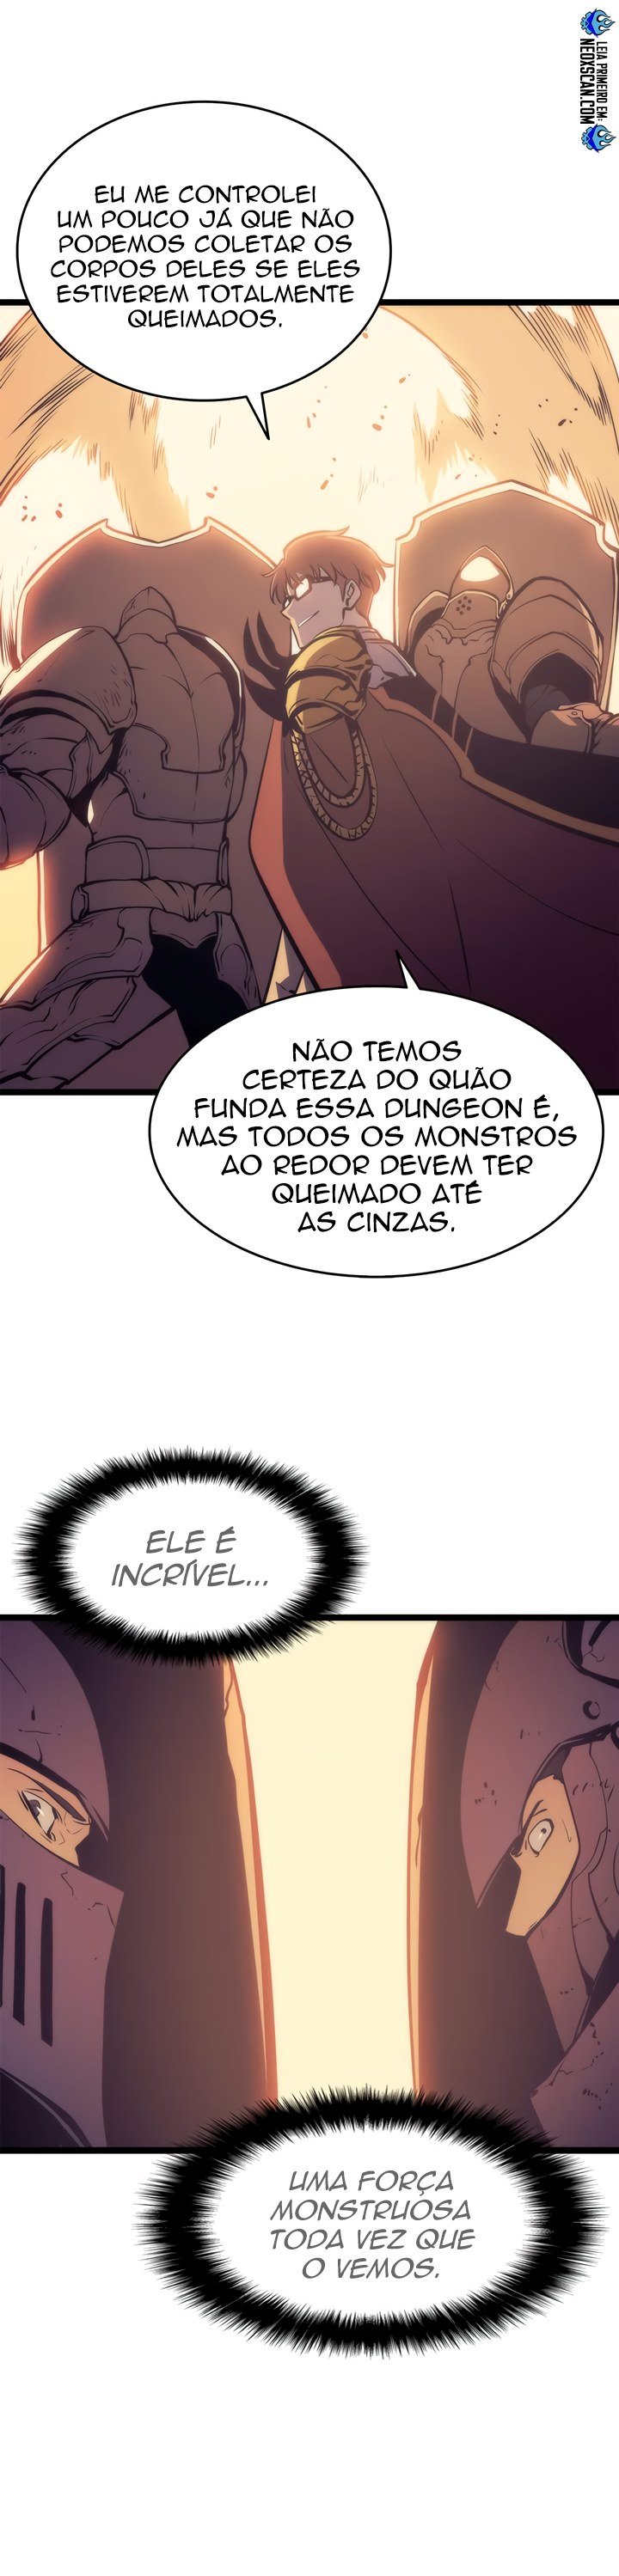 LEIA PRIMEIRO EM:
NEOXSCAN.COM
EU ME CONTROLEI
UM POUCO JÁ QUE NÃO
PODEMOS COLETAR OS
CORPOS DELES SE ELES
ESTIVEREM TOTALMENTE
QUEIMADOS.
NÃO TEMOS
CERTEZA DO QUÃO
FUNDA ESSA DUNGEON É,
MAS TODOS OS MONSTROS
AO REDOR DEVEM TER
QUEIMADO ATÉ
AS CINZAS.
ELE É
INCRÍVEL...
UMA FORÇA
MONSTRUOSA
TODA VEZ QUE
O VEMOS.